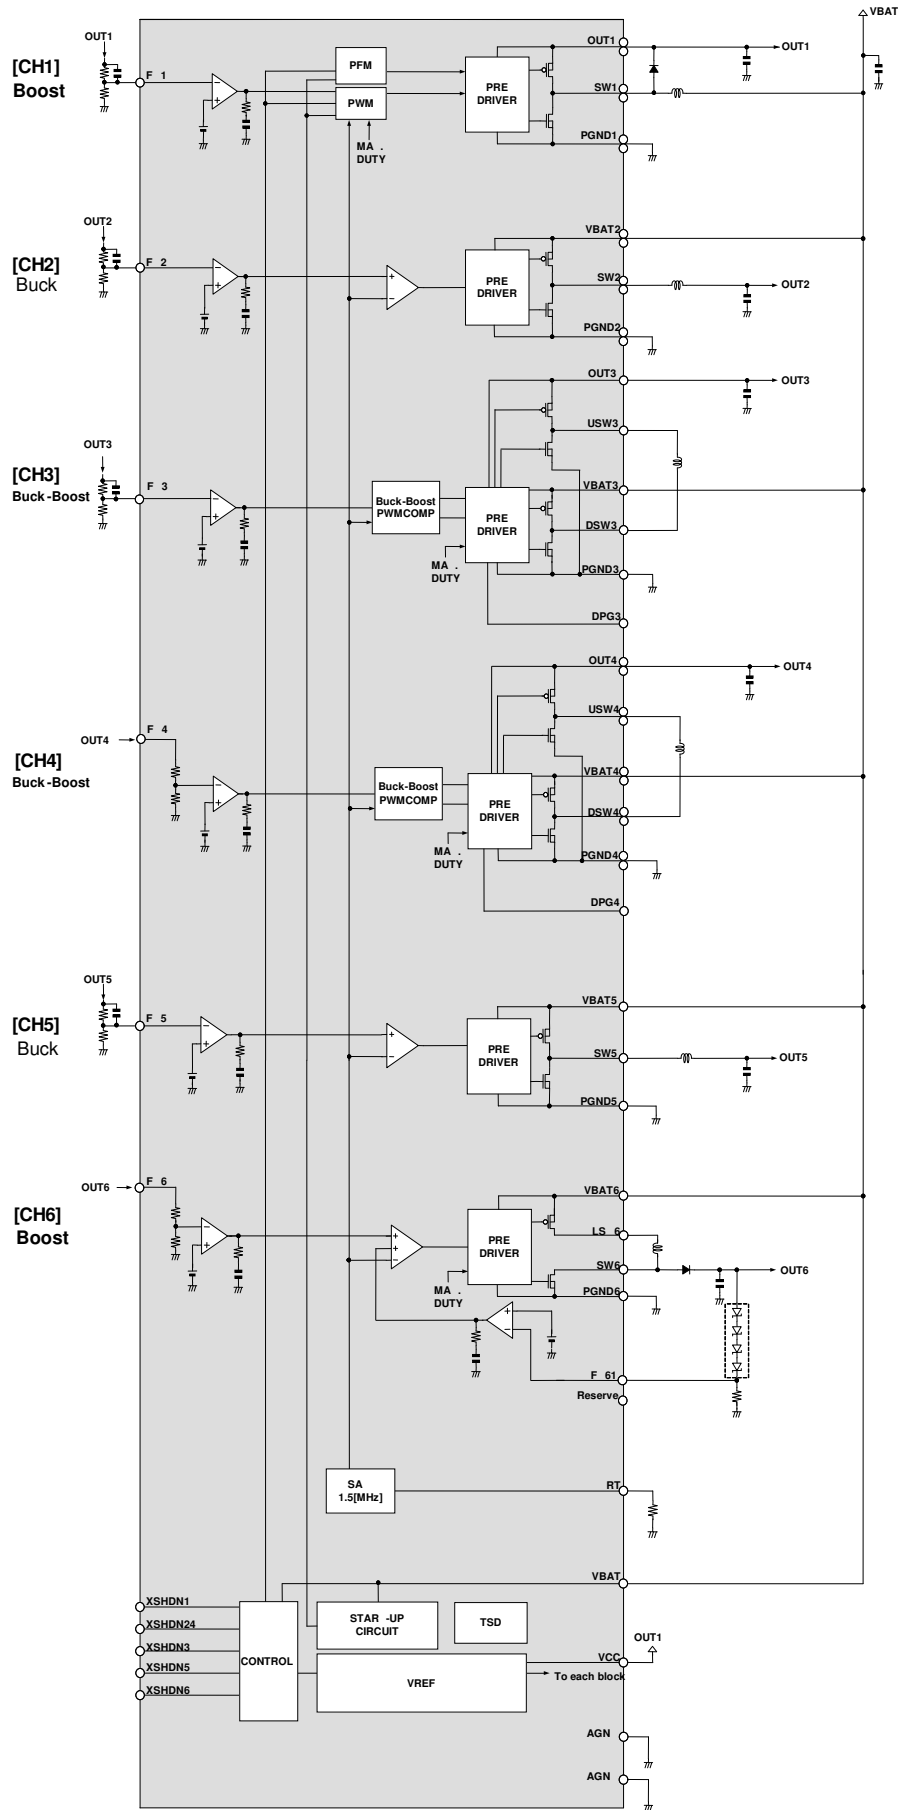 VBAT
OUT1
[CH1]
Boost
F 1
PFM
PWM
MA .
DUTY
PRE
DRIVER
OUT1
OUT1
SW1
PGND1
OUT2
[CH2]
Buck
F 2
PRE
DRIVER
VBAT2
SW2
OUT2
PGND2
OUT3
OUT3
OUT3
[CH3]
Buck-Boost
F 3
Buck-Boost
PWMCOMP
MA .
DUTY
PRE
DRIVER
USW3
VBAT3
DSW3
PGND3
DPG3
OUT4
OUT4
F 4
OUT4
[CH4]
Buck-Boost
Buck-Boost
PWMCOMP
MA .
DUTY
PRE
DRIVER
USW4
VBAT4
DSW4
PGND4
DPG4
OUT5
[CH5]
Buck
F 5
PRE
DRIVER
VBAT5
SW5
OUT5
PGND5
F 6
OUT6
[CH6]
Boost
PRE
DRIVER
MA .
DUTY
VBAT6
LS 6
SW6
OUT6
PGND6
F 61
Reserve
SA
1.5[MHz]
RT
VBAT
XSHDN1
XSHDN24
XSHDN3
XSHDN5
XSHDN6
CONTROL
STAR -UP
CIRCUIT
TSD
VREF
OUT1
VCC
To each block
AGN
AGN